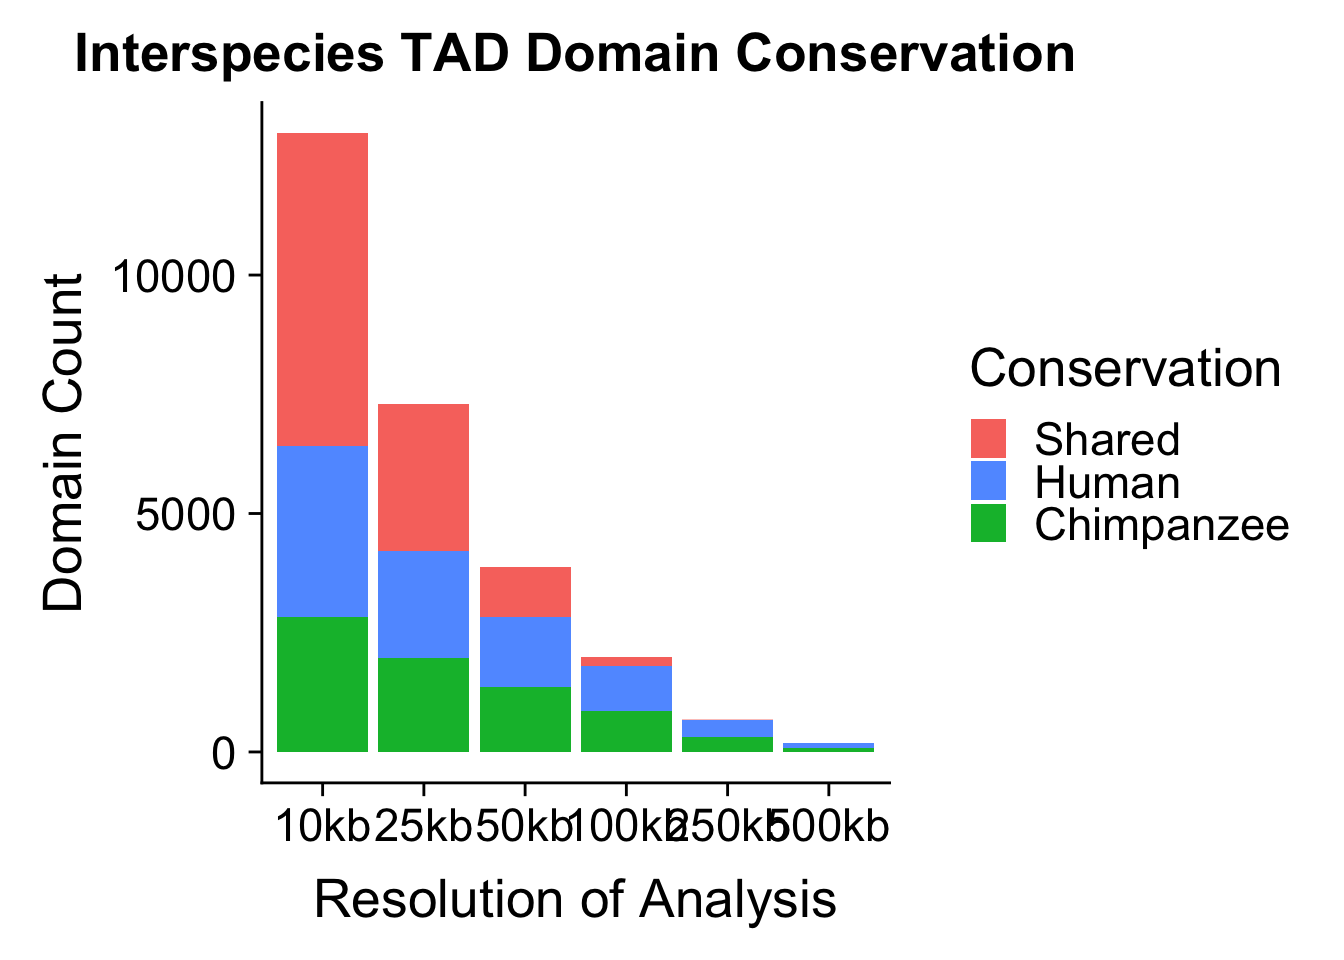 Interspecies TAD Domain Conservation
Domain Count
10000
5000
0
10kb 25kb 50kb 100kb 250kb 500kb
Resolution of Analysis
Conservation
Shared
Human
Chimpanzee